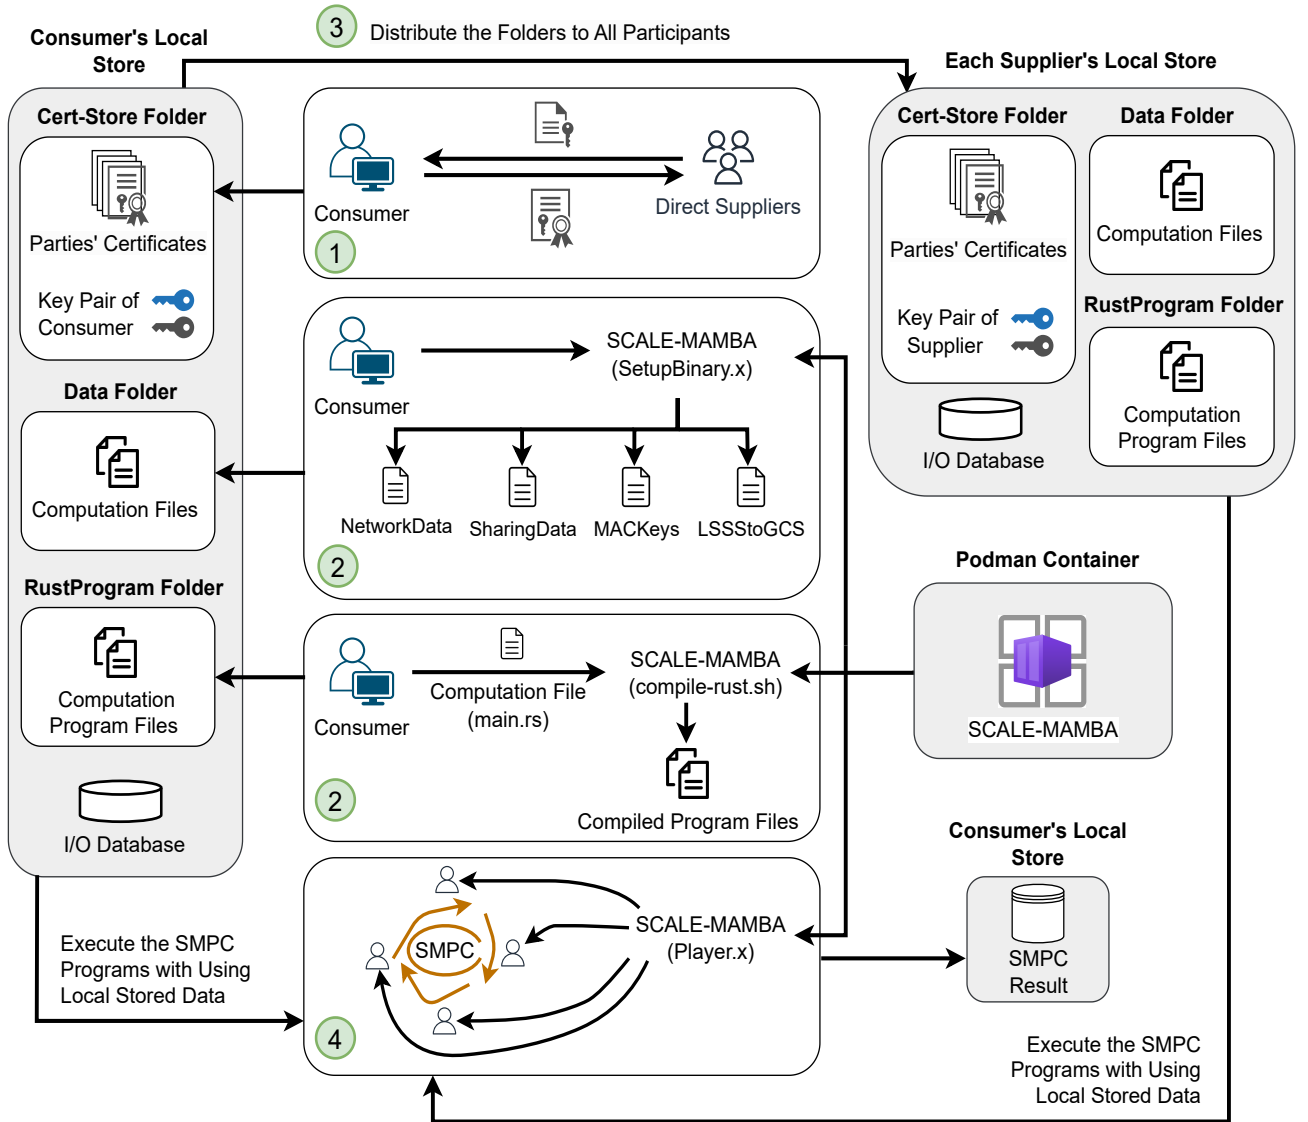 3
Distribute the Folders to All Participants
Consumer's Local
Store
Cert-Store Folder
Parties' Certificates
Key Pair of
Consumer
Data Folder
Computation Files
RustProgram Folder
Computation
Program Files
I/O Database
Execute the SMPC
Programs with Using
Local Stored Data
Consumer
Direct Suppliers
1
Consumer
SCALE-MAMBA
(SetupBinary.x)
NetworkData
SharingData
MACKeys
LSSStoGCS
2
Consumer
Computation File
(main.rs)
SCALE-MAMBA
(compile-rust.sh)
Compiled Program Files
2
SMPC
SCALE-MAMBA
(Player.x)
4
Each Supplier's Local Store
Cert-Store Folder
Parties' Certificates
Key Pair of
Supplier
I/O Database
Data Folder
Computation Files
RustProgram Folder
Computation
Program Files
Podman Container
SCALE-MAMBA
Consumer's Local
Store
SMPC
Result
Execute the SMPC
Programs with Using
Local Stored Data